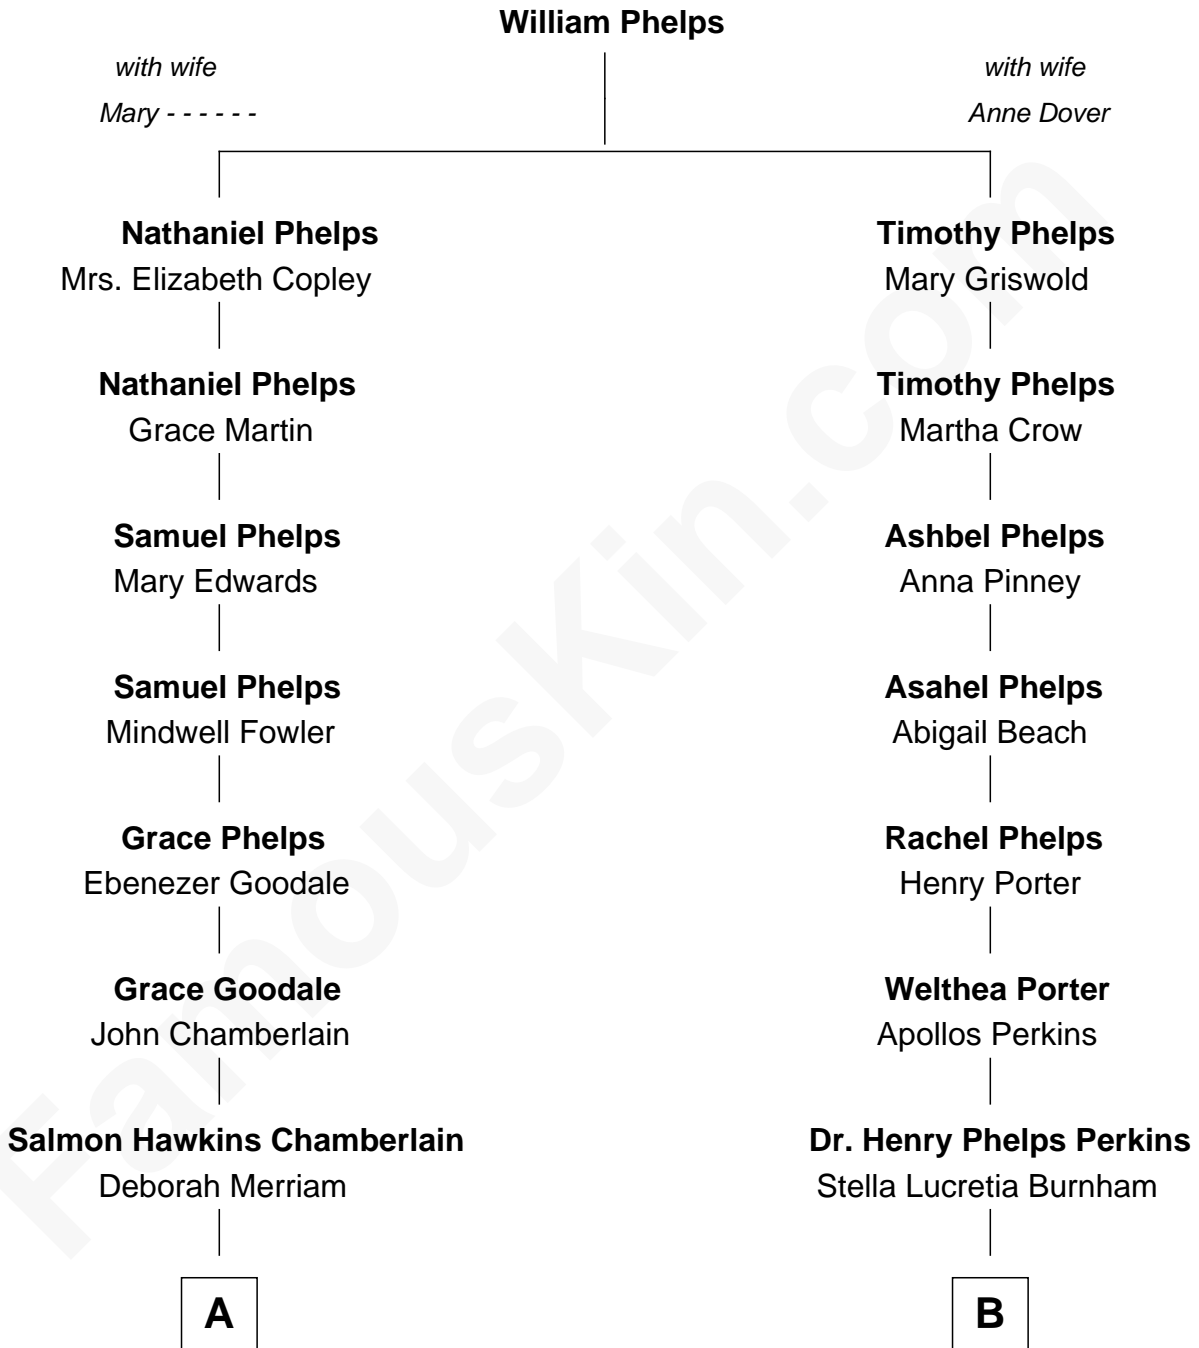 William Phelps
with wife
Mary - - - - - -
with wife
Anne Dover
Nathaniel Phelps
Mrs. Elizabeth Copley
Timothy Phelps
Mary Griswold
Nathaniel Phelps
Grace Martin
Timothy Phelps
Martha Crow
Samuel Phelps
Mary Edwards
Ashbel Phelps
Anna Pinney
Samuel Phelps
Mindwell Fowler
Asahel Phelps
Abigail Beach
Grace Phelps
Ebenezer Goodale
Rachel Phelps
Henry Porter
Grace Goodale
John Chamberlain
Welthea Porter
Apollos Perkins
Salmon Hawkins Chamberlain
Deborah Merriam
Dr. Henry Phelps Perkins
Stella Lucretia Burnham
A
B
FamousKin.com